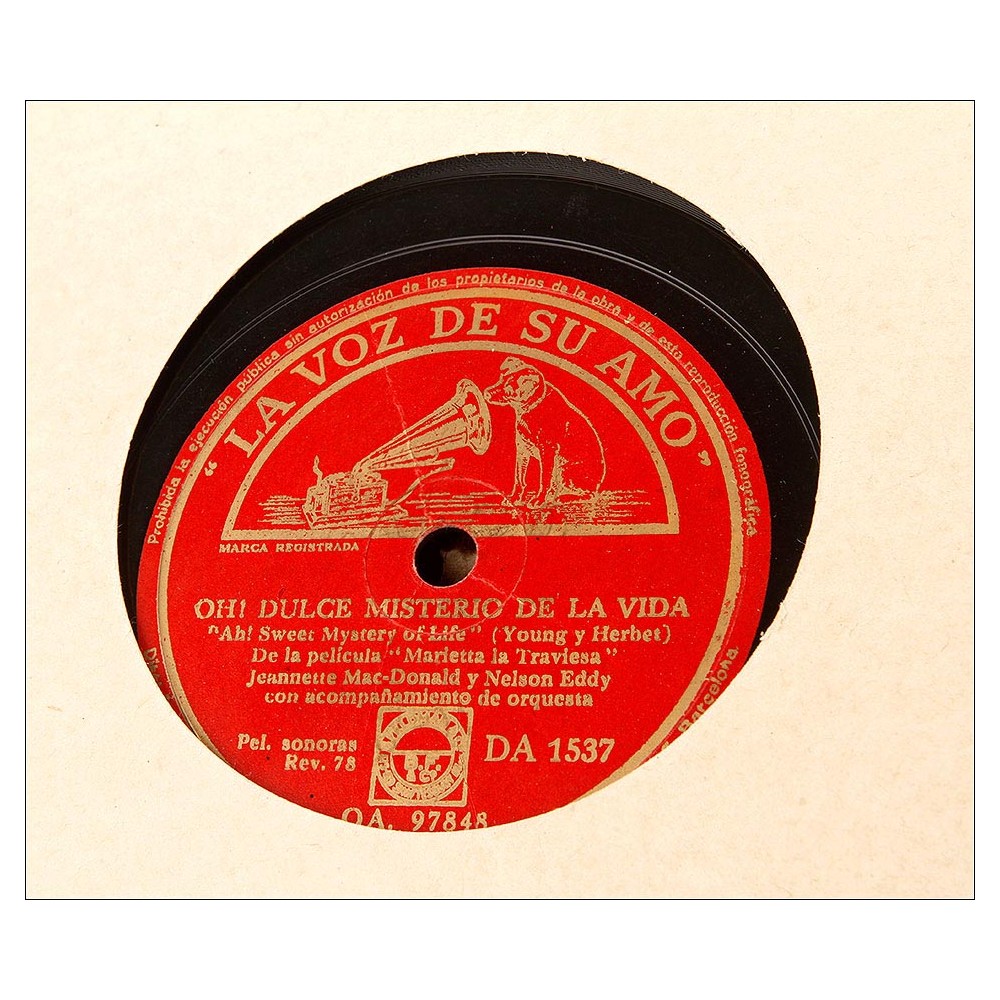 Prohibida la ejecución pública sin autorización de los propietarios de la obra y de esta reproducción fonográfica
"LA VOZ DE SU AMO"
MARCA REGISTRADA
OH! DULCE MISTERIO DE LA VIDA
"Ah! Sweet Mystery of Life" (Young y Herbet)
De la película "Marietta la Traviesa"
Jeannette Mac-Donald y Nelson Eddy
con acompañamiento de orquesta
Pel. sonoras
Rev. 78
DA 1537
OA. 97848
Barcelona.